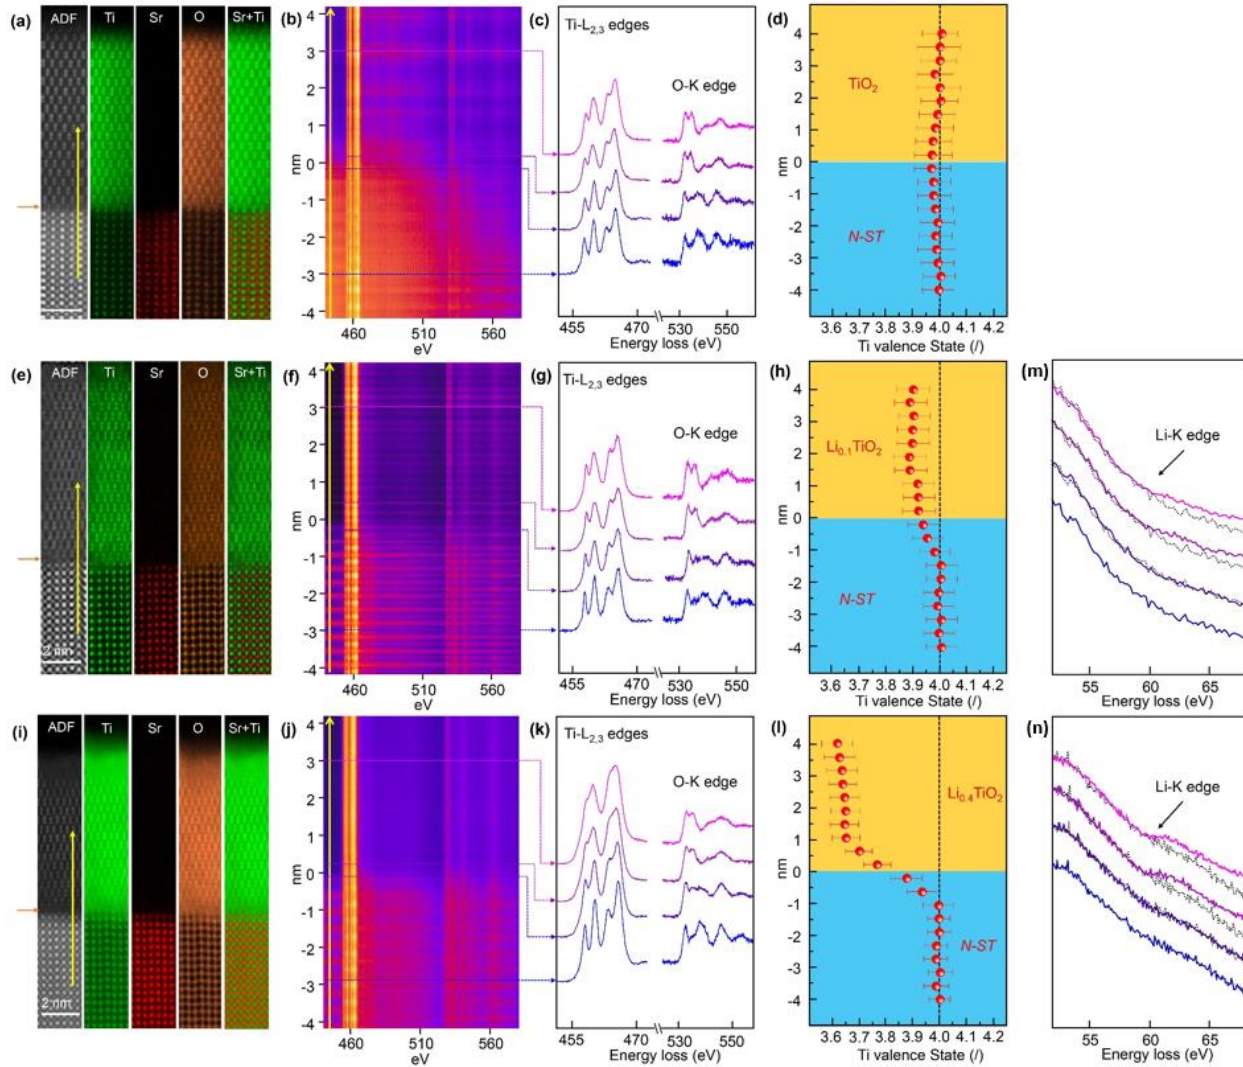 (a) ADF Ti Sr O Sr+Ti
(b)
nm
4
3
2
1
0
-1
-2
-3
-4
460 510 560
eV
(c) Ti-L2,3 edges
O-K edge
455 470 530 550
Energy loss (eV)
(d)
nm
4
3
2
1
0
-1
-2
-3
-4
TiO2
N-ST
3.6 3.7 3.8 3.9 4.0 4.1 4.2
Ti valence State (/)
(e) ADF Ti Sr O Sr+Ti
2 nm
(f)
nm
4
3
2
1
0
-1
-2
-3
-4
460 510 560
eV
(g) Ti-L2,3 edges
O-K edge
455 470 530 550
Energy loss (eV)
(h)
nm
4
3
2
1
0
-1
-2
-3
-4
Li0.1TiO2
N-ST
3.6 3.7 3.8 3.9 4.0 4.1 4.2
Ti valence State (/)
(m)
Li-K edge
55 60 65
Energy loss (eV)
(i) ADF Ti Sr O Sr+Ti
2 nm
(j)
nm
4
3
2
1
0
-1
-2
-3
-4
460 510 560
eV
(k) Ti-L2,3 edges
O-K edge
455 470 530 550
Energy loss (eV)
(l)
nm
4
3
2
1
0
-1
-2
-3
-4
Li0.4TiO2
N-ST
3.6 3.7 3.8 3.9 4.0 4.1 4.2
Ti valence State (/)
(n)
Li-K edge
55 60 65
Energy loss (eV)